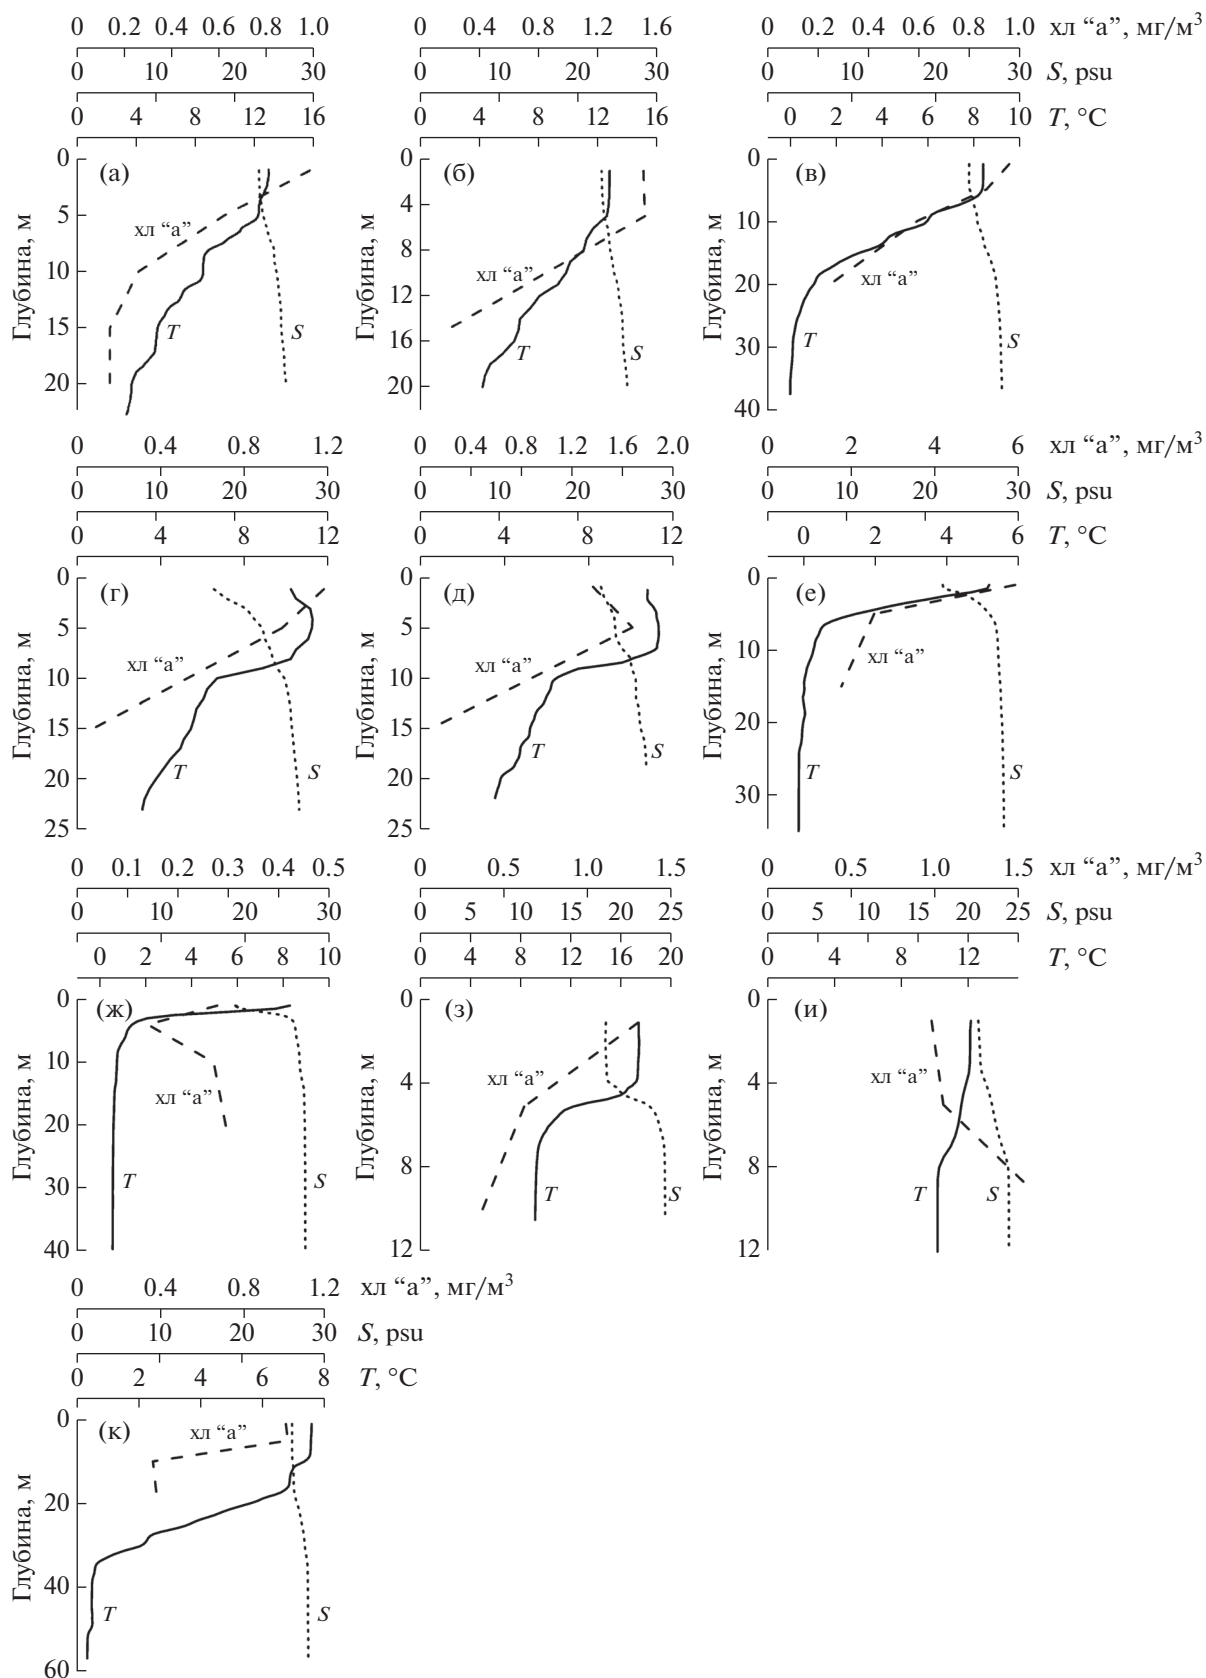 0 0.2 0.4 0.6 0.8 1.0 0 0.4 0.8 1.2 1.6 0 0.2 0.4 0.6 0.8 1.0 хл “а”, мг/м³
0 10 20 30 0 10 20 30 0 10 20 30 S, psu
0 4 8 12 16 0 4 8 12 16 0 2 4 6 8 10 T, °C
(а) (б) (в)
Глубина, м
0
5
10
15
20
хл “а”
T
S
Глубина, м
0
4
8
12
16
20
хл “а”
T
S
Глубина, м
0
10
20
30
40
хл “а”
T
S
0 0.4 0.8 1.2 0 0.4 0.8 1.2 1.6 2.0 0 2 4 6 хл “а”, мг/м³
0 10 20 30 0 10 20 30 0 10 20 30 S, psu
0 4 8 12 0 4 8 12 0 2 4 6 T, °C
(г) (д) (е)
Глубина, м
0
5
10
15
20
25
хл “а”
T
S
Глубина, м
0
5
10
15
20
25
хл “а”
T
S
Глубина, м
0
10
20
30
хл “а”
T
S
0 0.1 0.2 0.3 0.4 0.5 0 0.5 1.0 1.5 0 0.5 1.0 1.5 хл “а”, мг/м³
0 10 20 30 0 5 10 15 20 25 0 5 10 15 20 25 S, psu
0 2 4 6 8 10 0 4 8 12 16 20 0 4 8 12 T, °C
(ж) (з) (и)
Глубина, м
0
10
20
30
40
хл “а”
T
S
Глубина, м
0
4
8
12
хл “а”
T
S
Глубина, м
0
4
8
12
хл “а”
T
S
0 0.4 0.8 1.2 хл “а”, мг/м³
0 10 20 30 S, psu
0 2 4 6 8 T, °C
(к)
Глубина, м
0
20
40
60
хл “а”
T
S